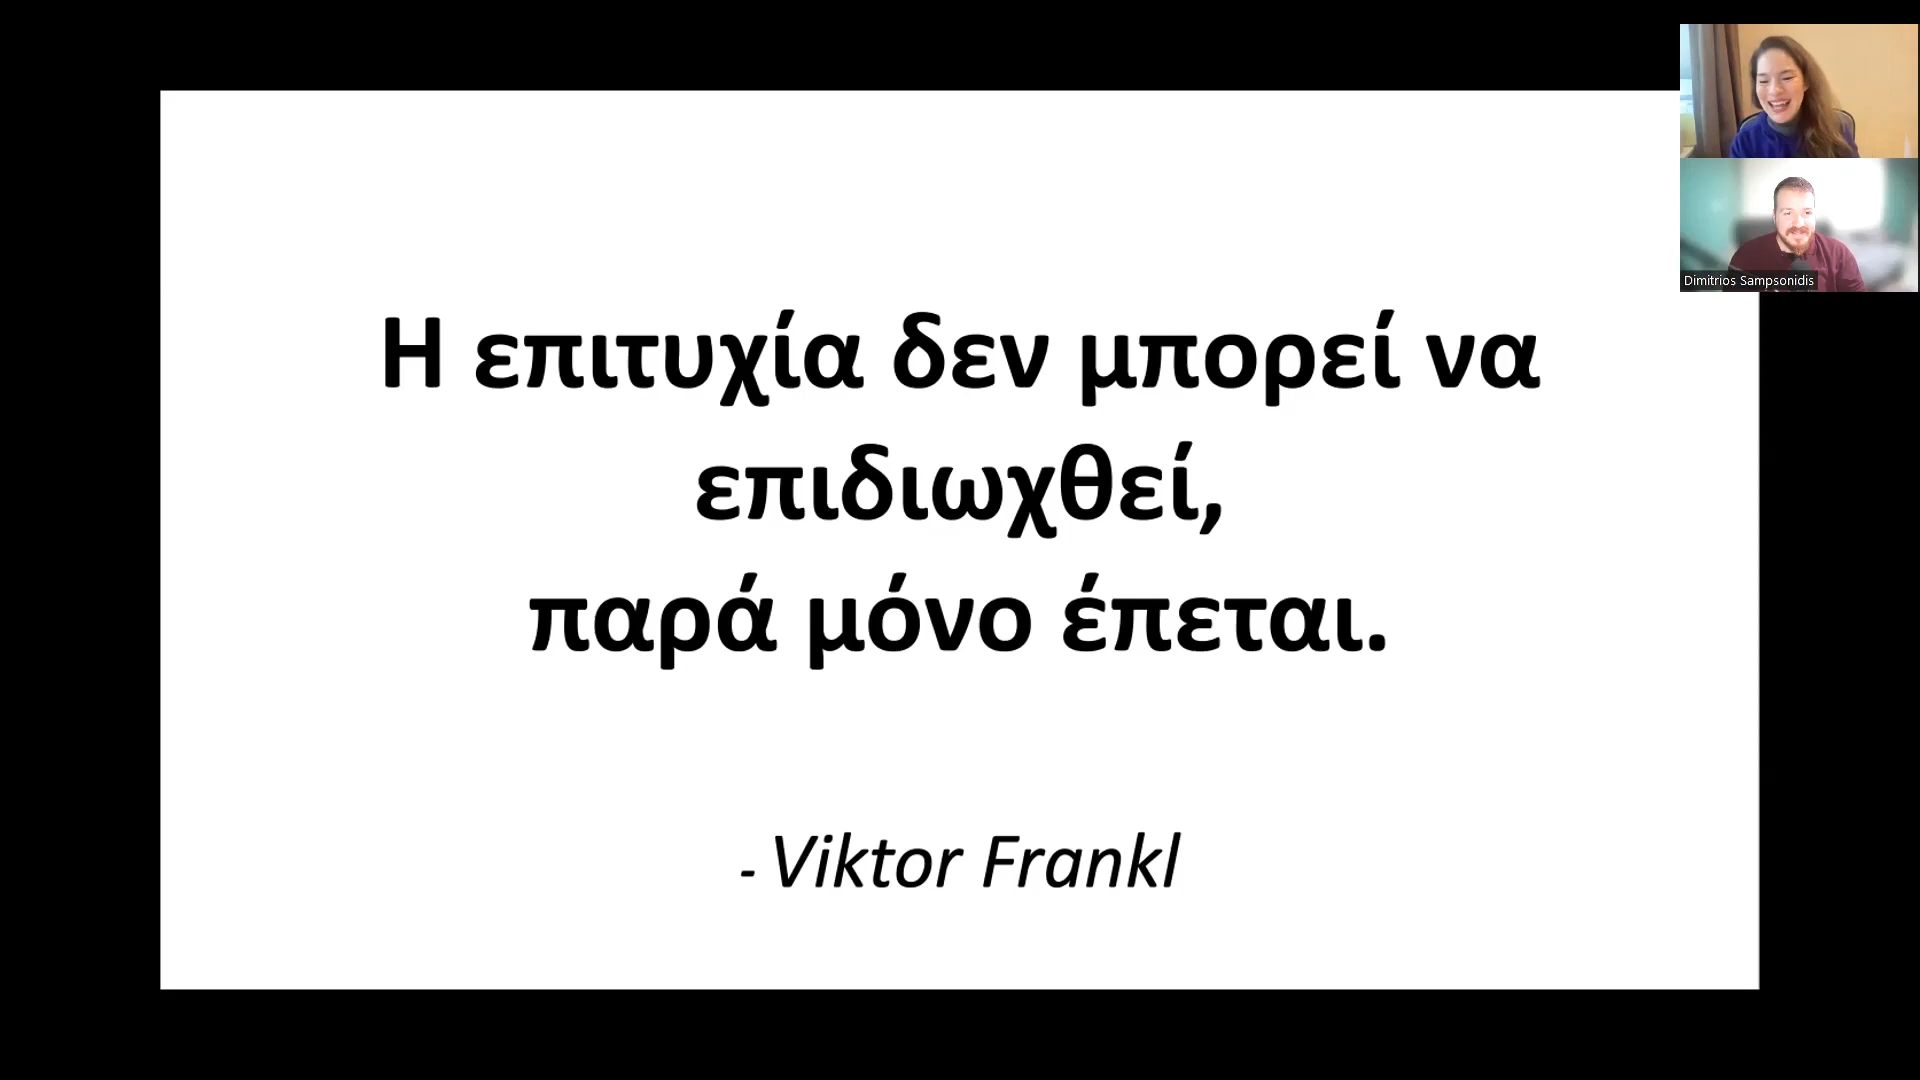 Η επιτυχία δεν μπορεί να
επιδιωχθεί,
παρά μόνο έπεται.
- Viktor Frankl
Dimitrios Sampsonidis